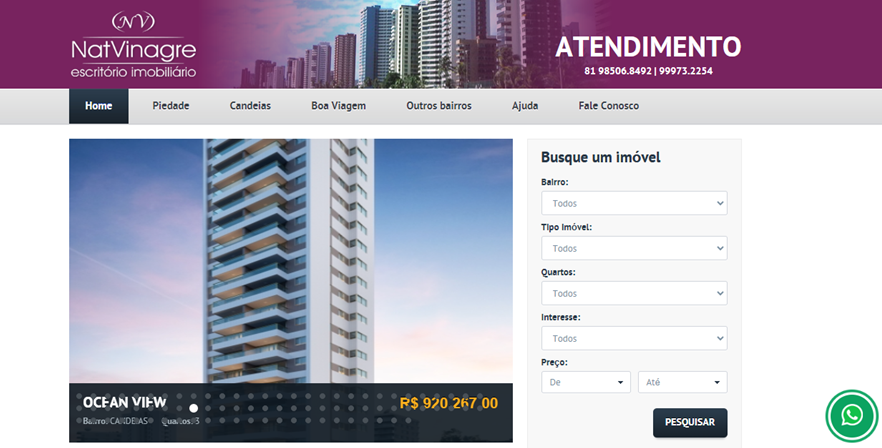 NV
NatVinagre
escritório imobiliário
ATENDIMENTO
81 98506.8492 | 99973.2254
Home
Piedade
Candeias
Boa Viagem
Outros bairros
Ajuda
Fale Conosco
OCEAN VIEW
R$ 920.267,00
Bairro: CANDEIAS
Quartos: 3
Busque um imóvel
Bairro:
Todos
Tipo Imóvel:
Todos
Quartos:
Todos
Interesse:
Todos
Preço:
De
Até
PESQUISAR